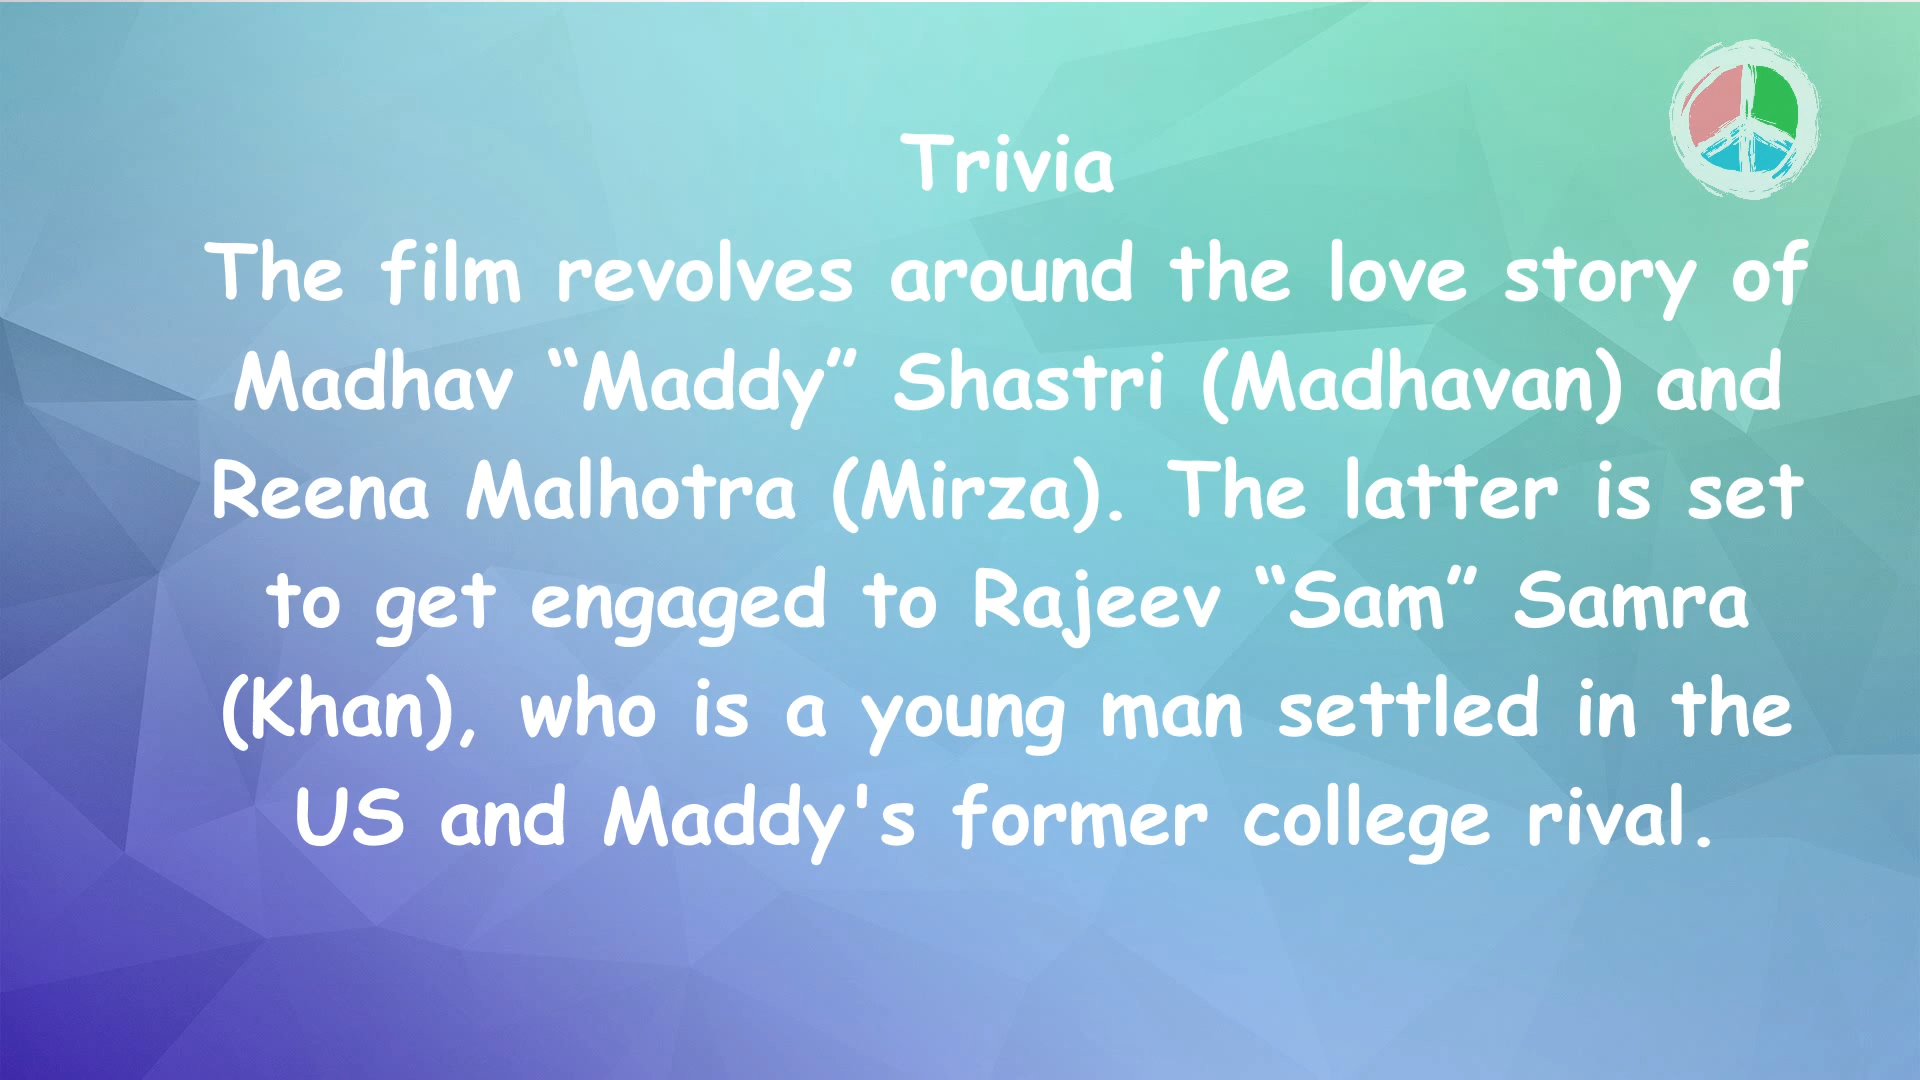 Trivia
The film revolves around the love story of
Madhav “Maddy” Shastri (Madhavan) and
Reena Malhotra (Mirza). The latter is set
to get engaged to Rajeev “Sam” Samra
(Khan), who is a young man settled in the
US and Maddy's former college rival.